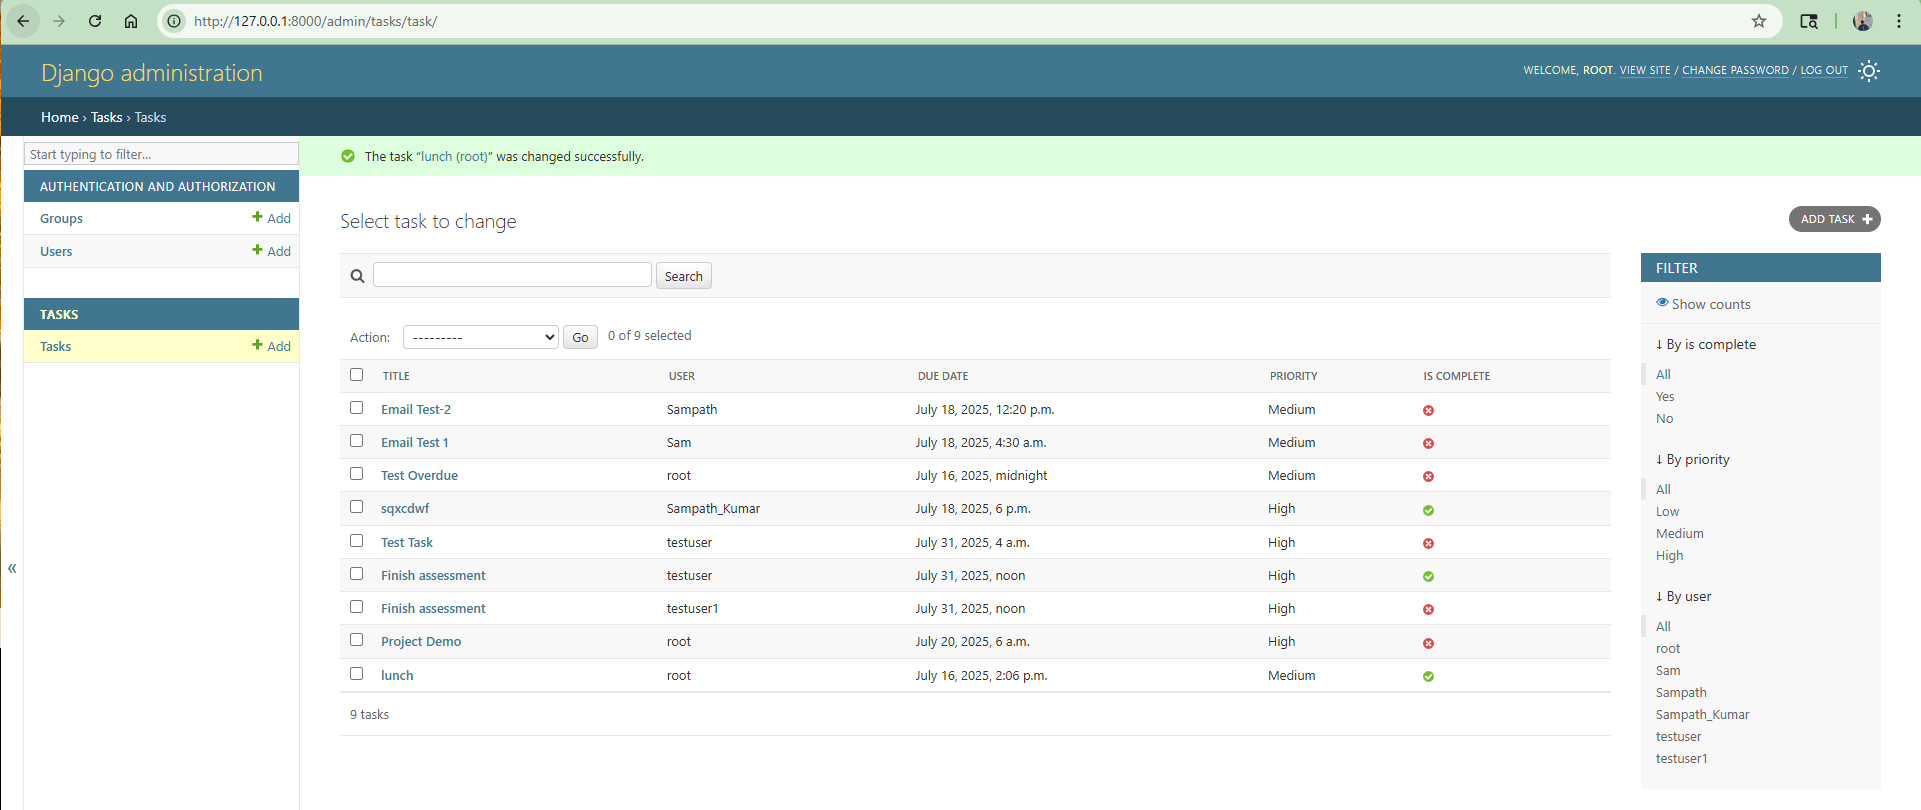 http://127.0.0.1:8000/admin/tasks/task/
Django administration
WELCOME, ROOT. VIEW SITE / CHANGE PASSWORD / LOG OUT
Home › Tasks › Tasks
Start typing to filter...
AUTHENTICATION AND AUTHORIZATION
Groups + Add
Users + Add
TASKS
Tasks + Add
«
The task “lunch (root)” was changed successfully.
Select task to change
ADD TASK +
Search
Action: --------- Go 0 of 9 selected
TITLE USER DUE DATE PRIORITY IS COMPLETE
Email Test-2 Sampath July 18, 2025, 12:20 p.m. Medium
Email Test 1 Sam July 18, 2025, 4:30 a.m. Medium
Test Overdue root July 16, 2025, midnight Medium
sqxcdwf Sampath_Kumar July 18, 2025, 6 p.m. High
Test Task testuser July 31, 2025, 4 a.m. High
Finish assessment testuser July 31, 2025, noon High
Finish assessment testuser1 July 31, 2025, noon High
Project Demo root July 20, 2025, 6 a.m. High
lunch root July 16, 2025, 2:06 p.m. Medium
9 tasks
FILTER
Show counts
↓ By is complete
All
Yes
No
↓ By priority
All
Low
Medium
High
↓ By user
All
root
Sam
Sampath
Sampath_Kumar
testuser
testuser1